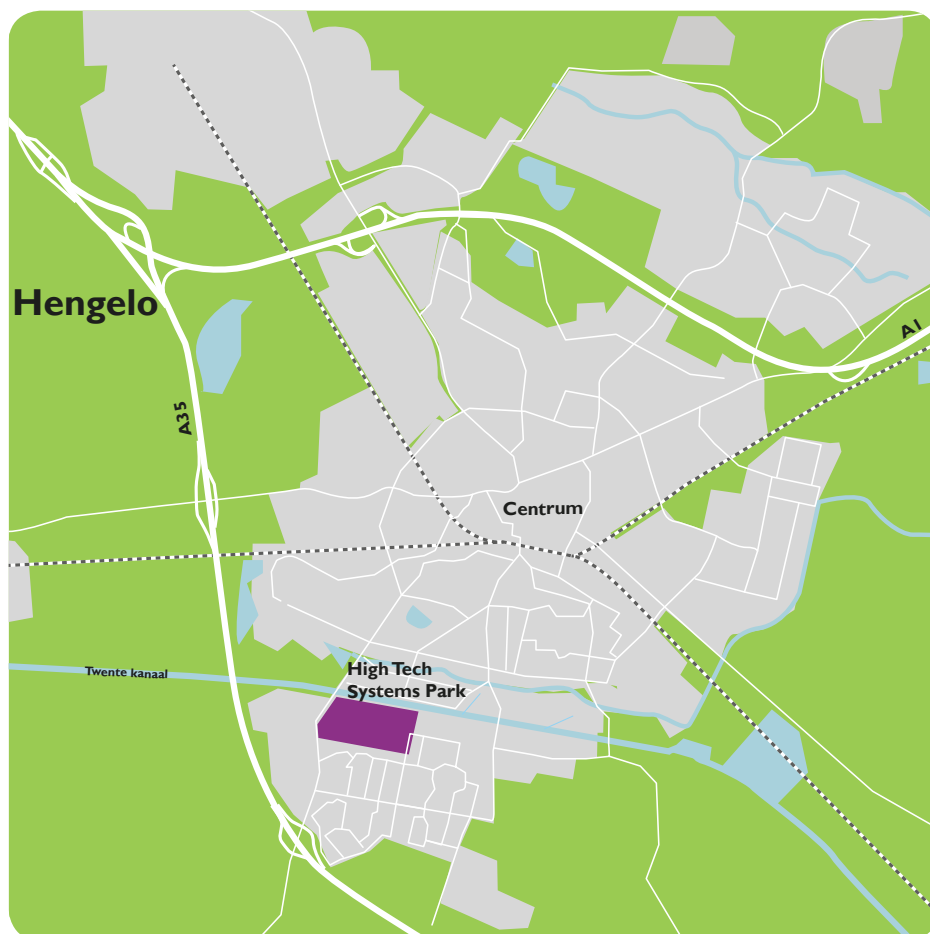 Hengelo
A1
A35
Centrum
High Tech
Systems Park
Twente kanaal